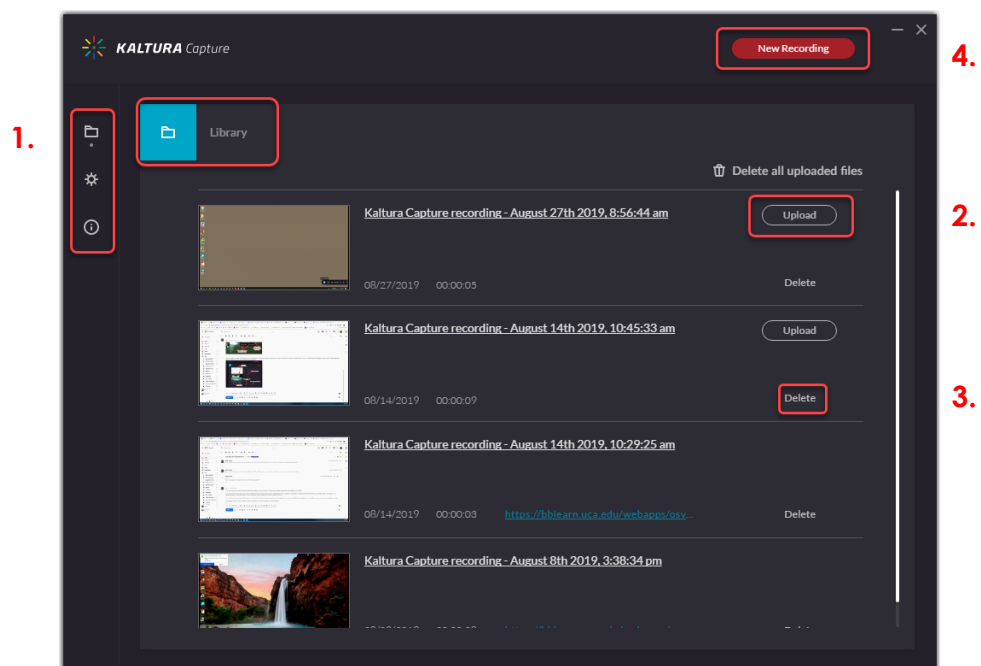 KALTURA Capture
New Recording
4.
1.
Library
Delete all uploaded files
Kaltura Capture recording - August 27th 2019, 8:56:44 am
Upload
2.
08/27/2019 00:00:05
Delete
Kaltura Capture recording - August 14th 2019, 10:45:33 am
Upload
08/14/2019 00:00:09
Delete
3.
Kaltura Capture recording - August 14th 2019, 10:29:25 am
08/14/2019 00:00:03 https://bblearn.uca.edu/webapps/osv...
Delete
Kaltura Capture recording - August 8th 2019, 3:38:34 pm